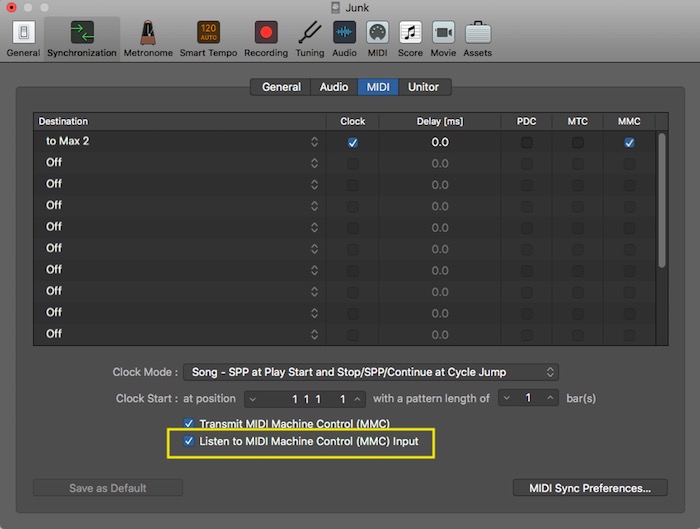 Junk
General Synchronization Metronome Smart Tempo Recording Tuning Audio MIDI Score Movie Assets
120
AUTO
General Audio MIDI Unitor
Destination Clock Delay [ms] PDC MTC MMC
to Max 2 0.0
Off 0.0
Off 0.0
Off 0.0
Off 0.0
Off 0.0
Off 0.0
Off 0.0
Off 0.0
Off 0.0
Clock Mode : Song - SPP at Play Start and Stop/SPP/Continue at Cycle Jump
Clock Start : at position 1 1 1 1 with a pattern length of 1 bar(s)
Transmit MIDI Machine Control (MMC)
Listen to MIDI Machine Control (MMC) Input
Save as Default MIDI Sync Preferences...